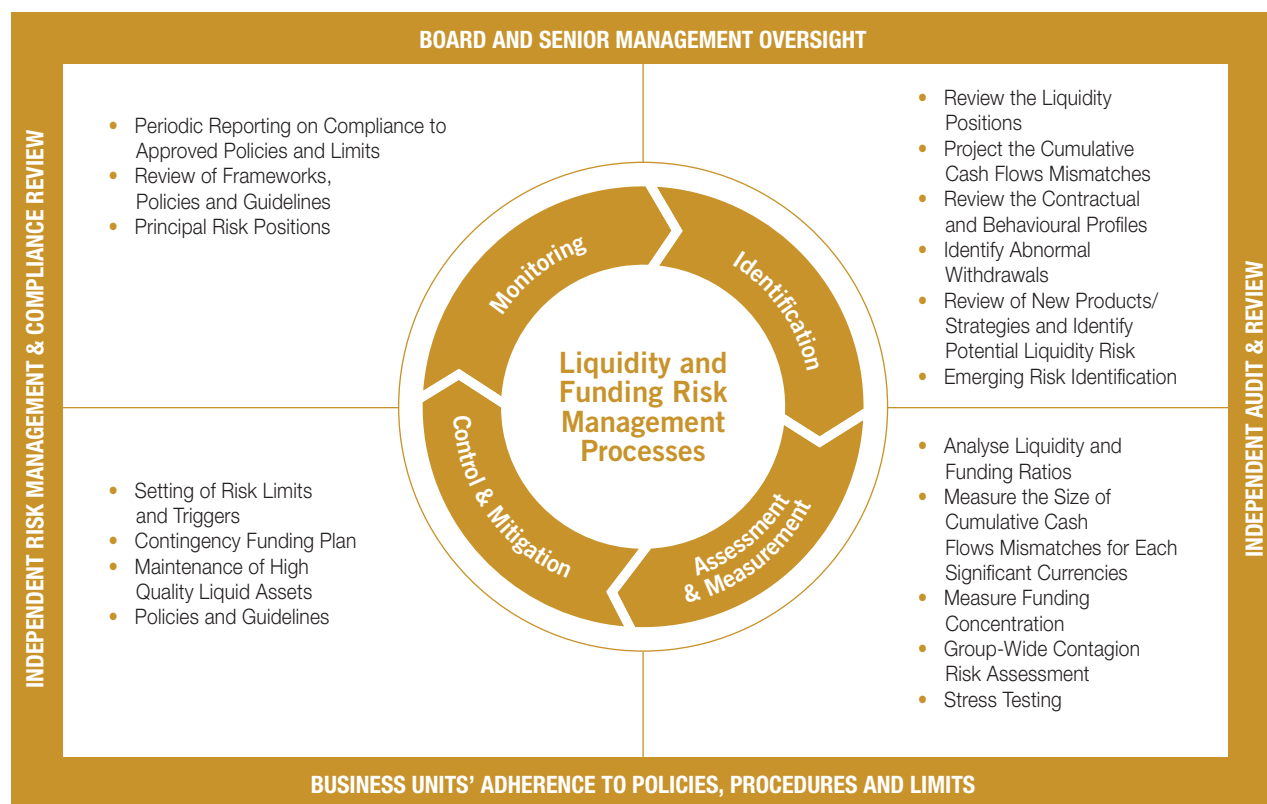 BOARD AND SENIOR MANAGEMENT OVERSIGHT
INDEPENDENT RISK MANAGEMENT & COMPLIANCE REVIEW
• Periodic Reporting on Compliance to
Approved Policies and Limits
• Review of Frameworks,
Policies and Guidelines
• Principal Risk Positions
• Review the Liquidity
Positions
• Project the Cumulative
Cash Flows Mismatches
• Review the Contractual
and Behavioural Profiles
• Identify Abnormal
Withdrawals
• Review of New Products/
Strategies and Identify
Potential Liquidity Risk
• Emerging Risk Identification
Monitoring
Identification
Liquidity and
Funding Risk
Management
Processes
Control & Mitigation
Assessment
& Measurement
• Setting of Risk Limits
and Triggers
• Contingency Funding Plan
• Maintenance of High
Quality Liquid Assets
• Policies and Guidelines
• Analyse Liquidity and
Funding Ratios
• Measure the Size of
Cumulative Cash
Flows Mismatches for Each
Significant Currencies
• Measure Funding
Concentration
• Group-Wide Contagion
Risk Assessment
• Stress Testing
INDEPENDENT AUDIT & REVIEW
BUSINESS UNITS’ ADHERENCE TO POLICIES, PROCEDURES AND LIMITS